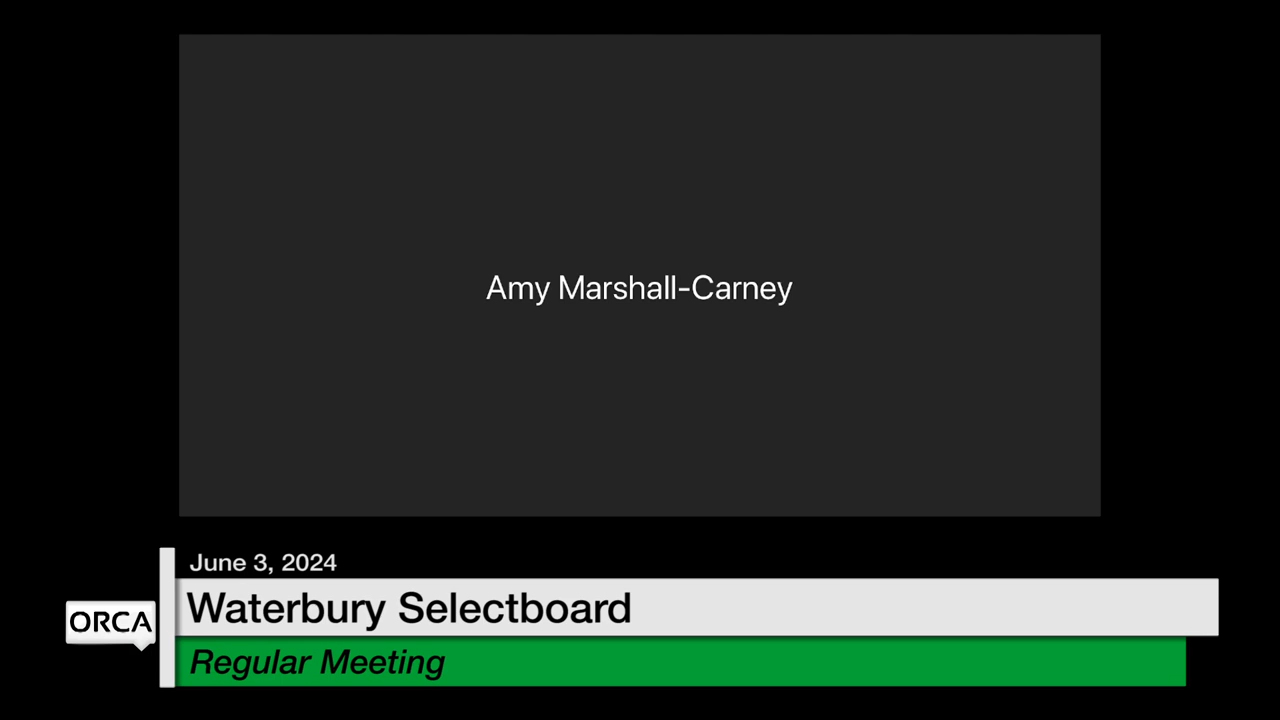 Amy Marshall-Carney
June 3, 2024
Waterbury Selectboard
ORCA
Regular Meeting